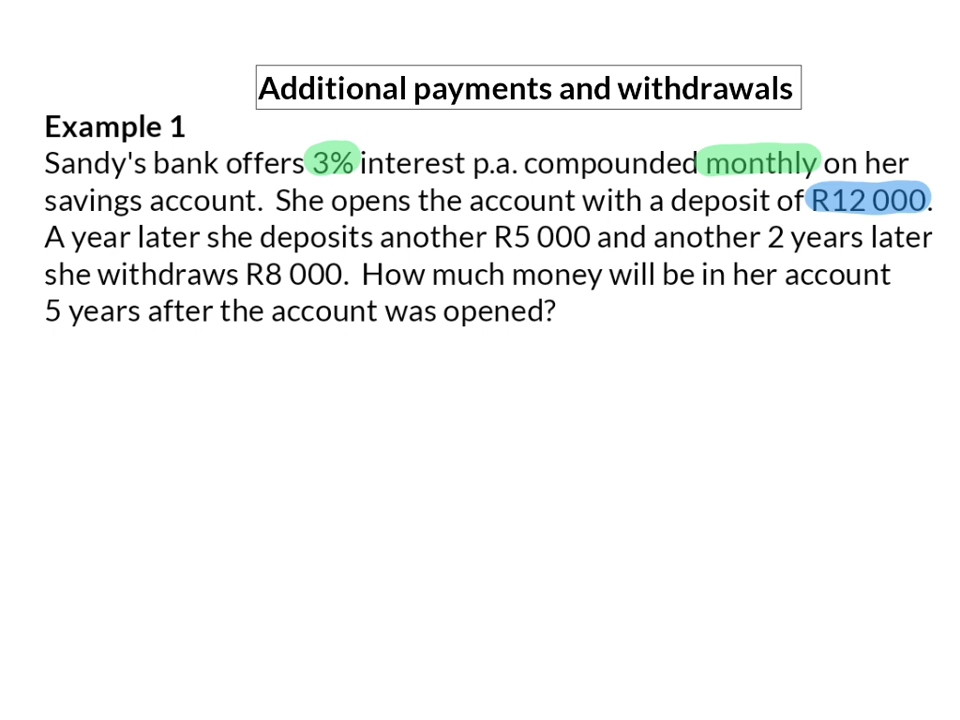 Additional payments and withdrawals
Example 1
Sandy's bank offers 3% interest p.a. compounded monthly on her
savings account.  She opens the account with a deposit of R12 000.
A year later she deposits another R5 000 and another 2 years later
she withdraws R8 000.  How much money will be in her account
5 years after the account was opened?